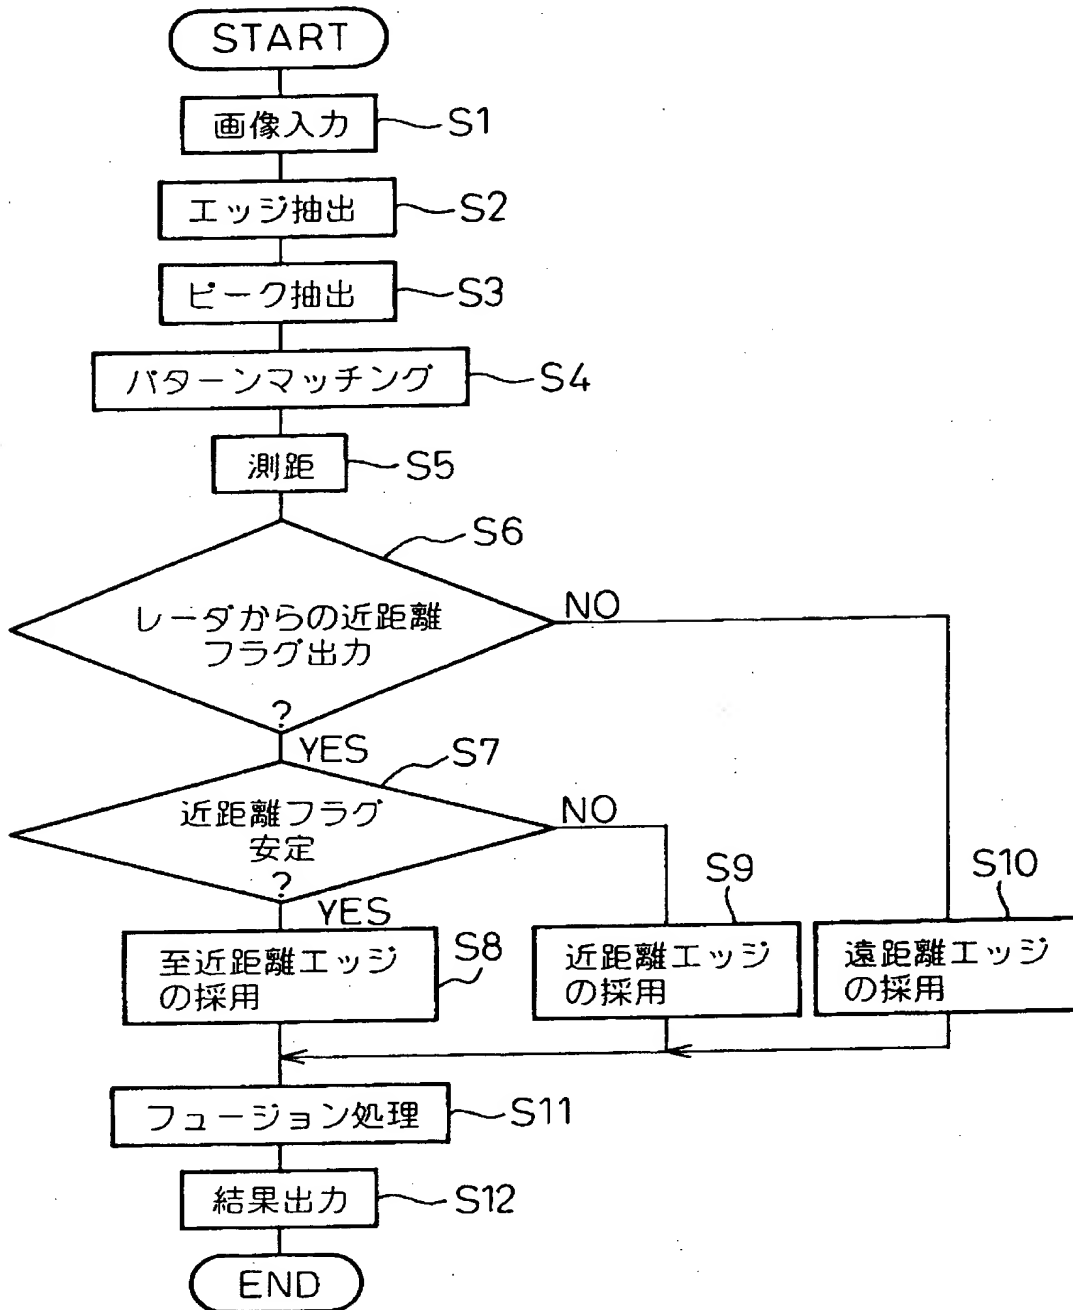 START
画像入力
S1
エッジ抽出
S2
ピーク抽出
S3
パターンマッチング
S4
測距
S5
S6
レーダからの近距離
フラグ出力
?
NO
YES
S7
近距離フラグ
安定
?
NO
YES
S8
至近距離エッジ
の採用
S9
近距離エッジ
の採用
S10
遠距離エッジ
の採用
フュージョン処理
S11
結果出力
S12
END